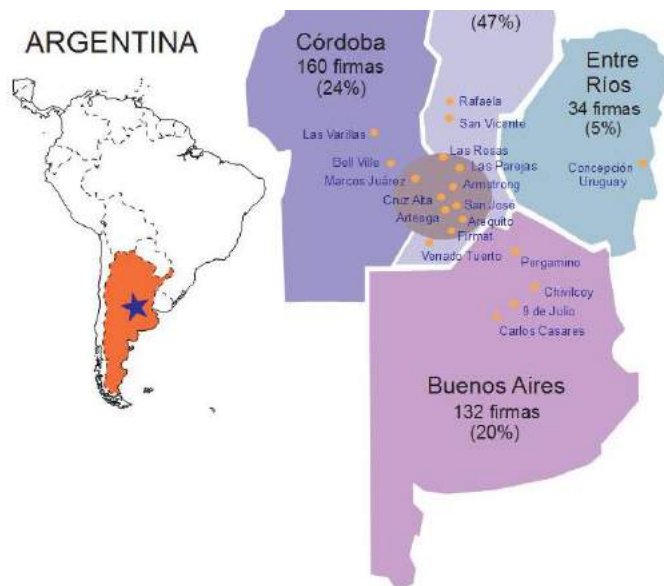 ARGENTINA
Córdoba
160 firmas
(24%)
(47%)
Entre
Ríos
34 firmas
(5%)
Rafaela
San Vicente
Las Varillas
Las Rosas
Bell Ville
Las Parejas
Concepción
Uruguay
Marcos Juárez
Armstrong
Cruz Alta
San José
Arteaga
Arequito
Firmat
Venado Tuerto
Pergamino
Chivilcoy
9 de Julio
Carlos Casares
Buenos Aires
132 firmas
(20%)